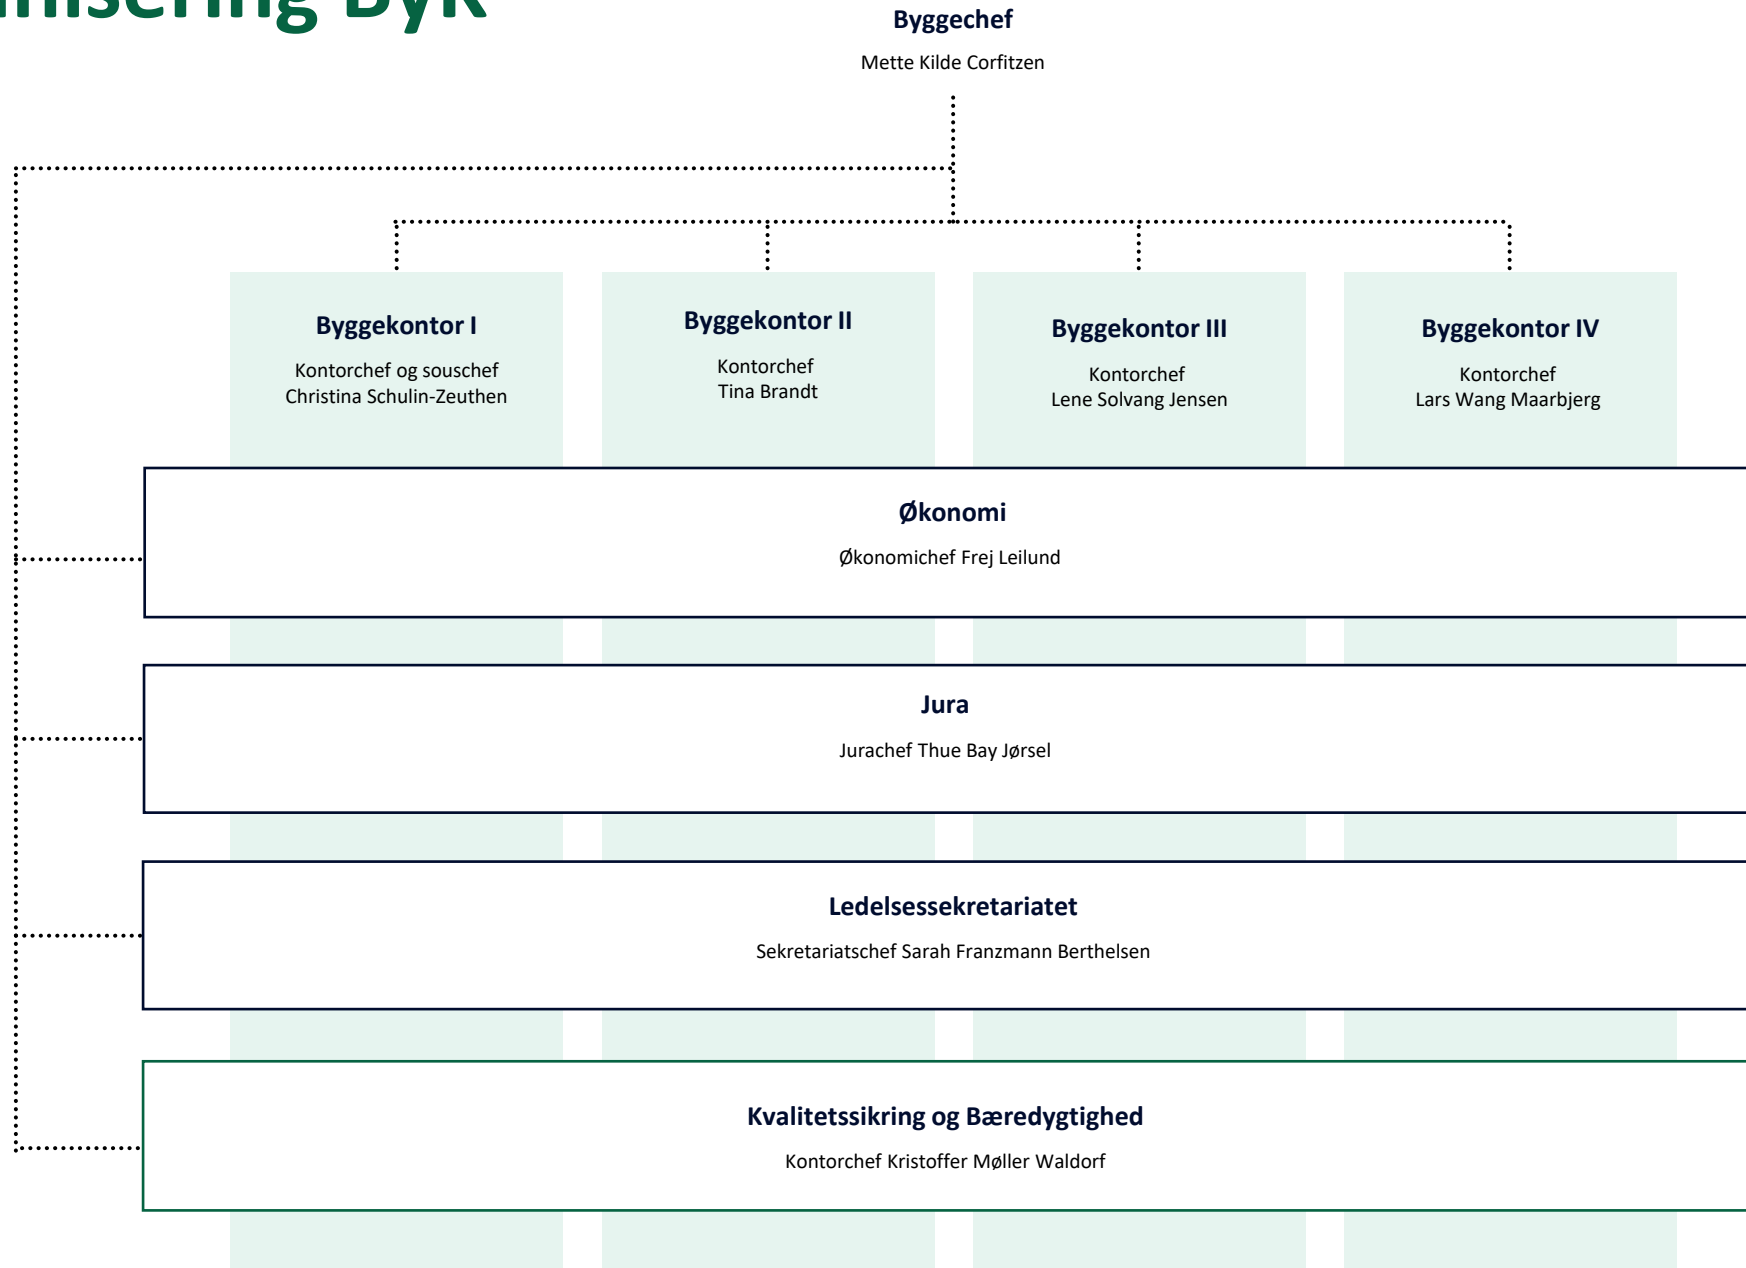 nisering ByK
Byggechef
Mette Kilde Corfitzen
Byggekontor I
Kontorchef og souschef
Christina Schulin-Zeuthen
Byggekontor II
Kontorchef
Tina Brandt
Byggekontor III
Kontorchef
Lene Solvang Jensen
Byggekontor IV
Kontorchef
Lars Wang Maarbjerg
Økonomi
Økonomichef Frej Leilund
Jura
Jurachef Thue Bay Jørsel
Ledelsessekretariatet
Sekretariatschef Sarah Franzmann Berthelsen
Kvalitetssikring og Bæredygtighed
Kontorchef Kristoffer Møller Waldorf